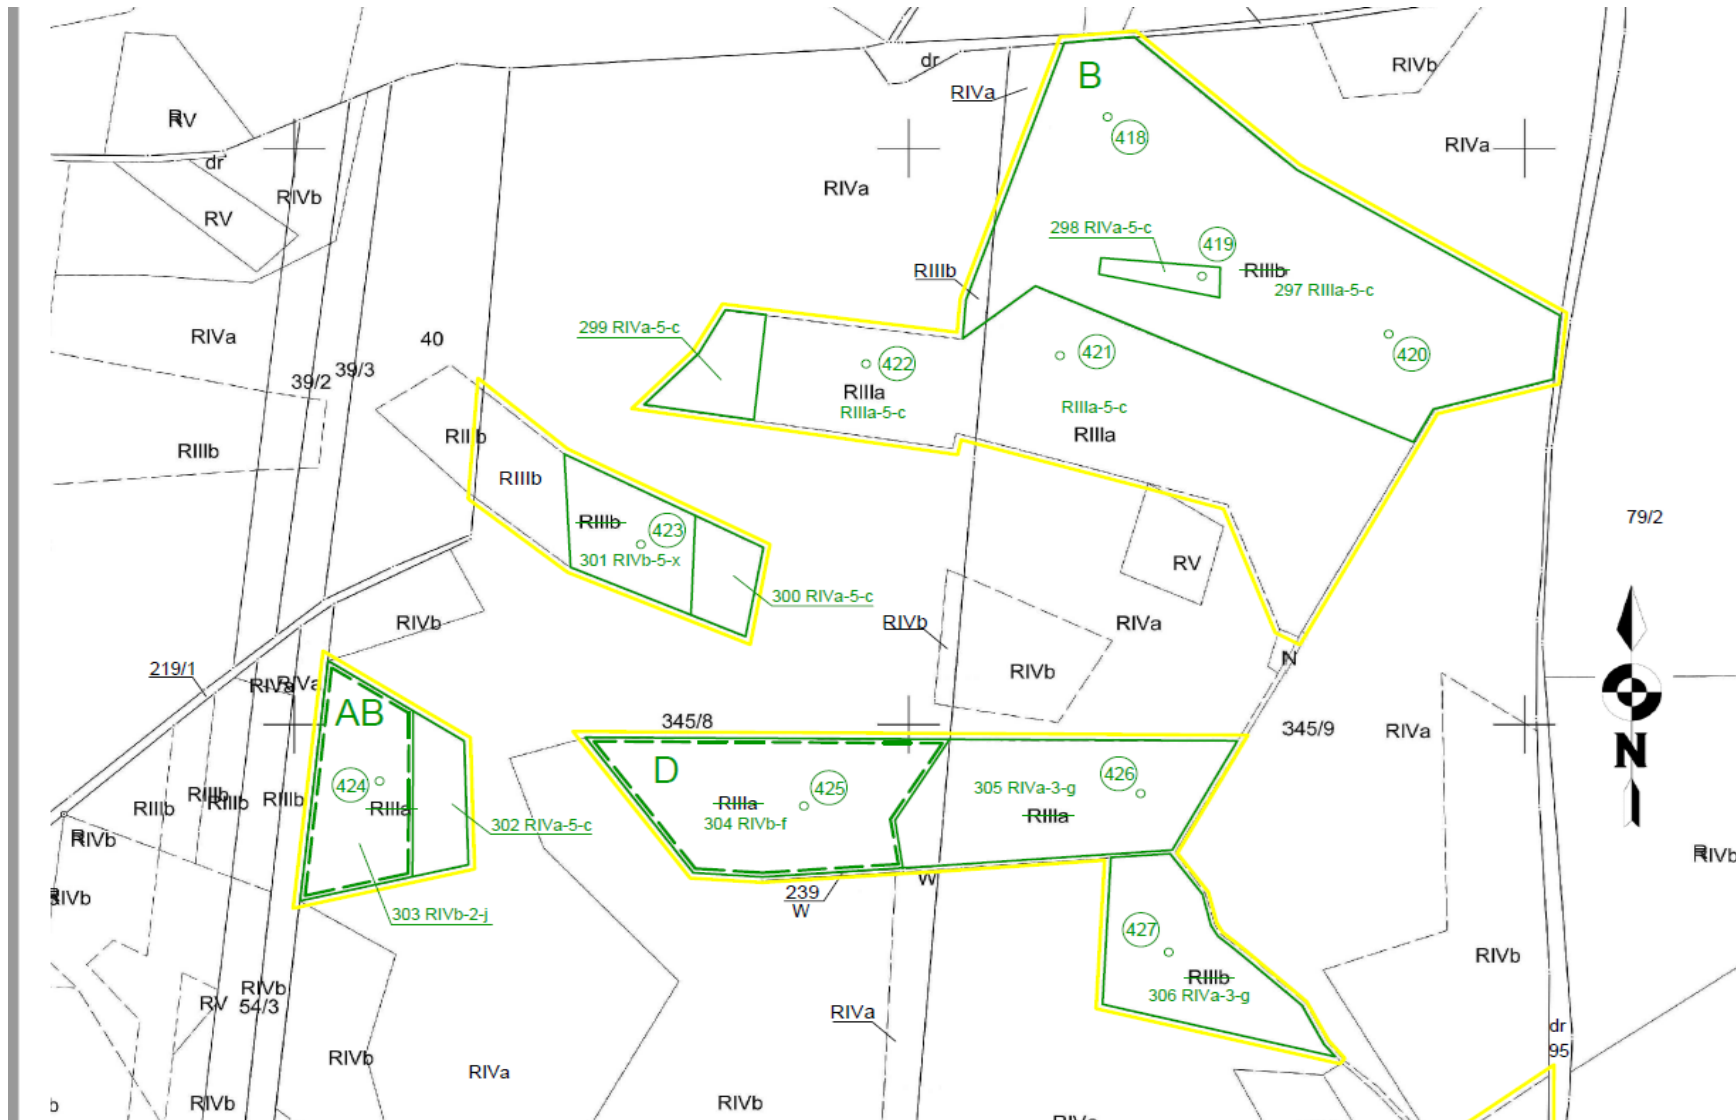 dr
RIVb
RIVa
B
RV
418
RIVa
dr
RIVa
RIVb
RV
298 RIVa-5-c
419
RIIIb
RIIIb
297 RIIIa-5-c
299 RIVa-5-c
RIVa
40
39/3
39/2
422
421
420
RIIIa
RIIIa-5-c
RIIIa-5-c
RIIIa
RIIIb
RIIIb
RIIIb
79/2
RIIIb
423
301 RIVb-5-x
RV
300 RIVa-5-c
RIVb
RIVb
RIVa
N
219/1
RIVb
RIVa
RIVa
AB
345/8
345/9
RIVa
N
D
424
425
426
305 RIVa-3-g
RIIIb
RIIIb
RIIIb
RIIIb
RIIIa
RIIIa
304 RIVb-f
RIIIa
302 RIVa-5-c
RIVb
RIVb
W
239
W
RIVb
303 RIVb-2-j
427
RIVb
RIIIb
306 RIVa-3-g
RIVb
RV
54/3
RIVa
dr
95
RIVb
RIVa
RIVb
RIVb